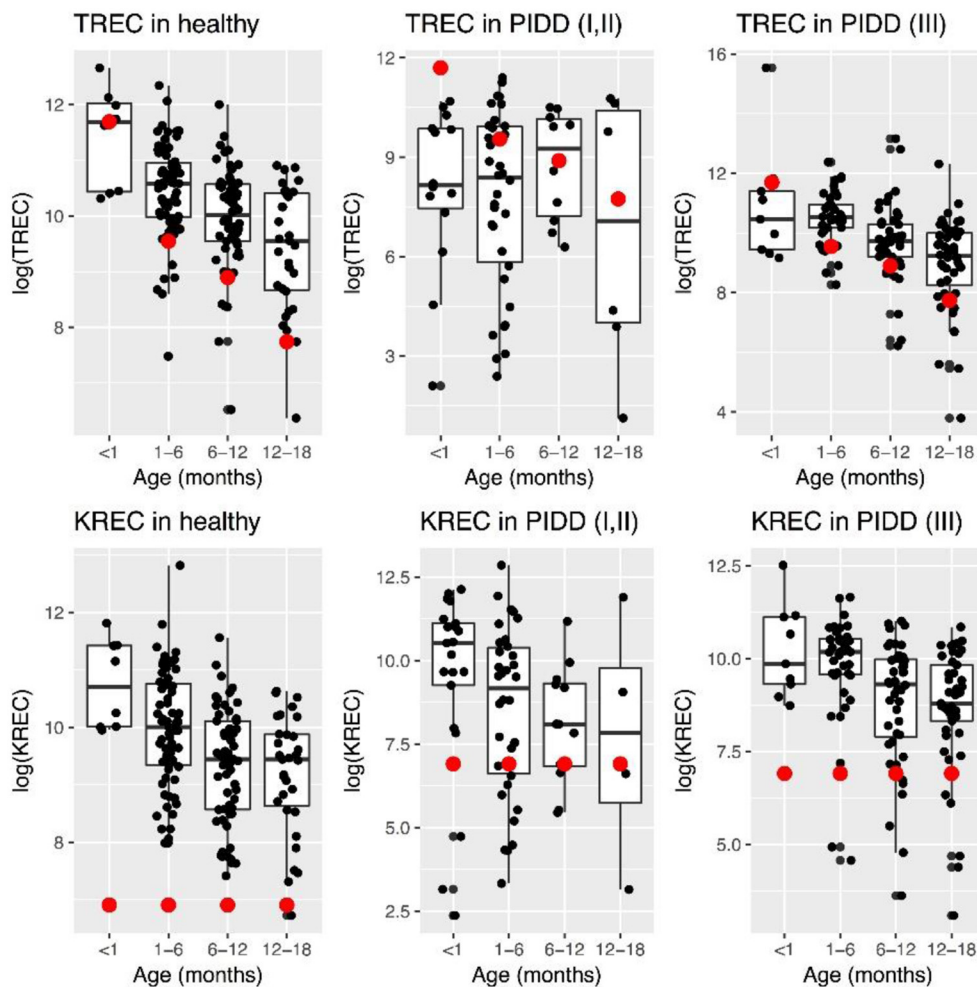 TREC in healthy
TREC in PIDD (I,II)
TREC in PIDD (III)
log(TREC)
12
10
8
<1
1–6
6–12
12–18
Age (months)
log(TREC)
12
9
6
3
<1
1–6
6–12
12–18
Age (months)
log(TREC)
16
12
8
4
<1
1–6
6–12
12–18
Age (months)
KREC in healthy
KREC in PIDD (I,II)
KREC in PIDD (III)
log(KREC)
12
10
8
<1
1–6
6–12
12–18
Age (months)
log(KREC)
12.5
10.0
7.5
5.0
2.5
<1
1–6
6–12
12–18
Age (months)
log(KREC)
12.5
10.0
7.5
5.0
<1
1–6
6–12
12–18
Age (months)